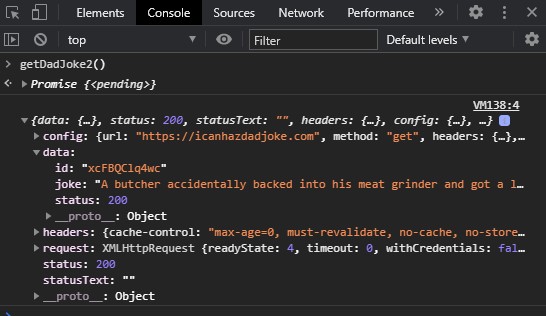 Elements Console Sources Network Performance »
top Filter Default levels
getDadJoke2()
Promise {<pending>}
VM138:4
{data: {…}, status: 200, statusText: "", headers: {…}, config: {…}, …}
config: {url: "https://icanhazdadjoke.com", method: "get", headers: {…},…
data:
id: "xcFBQClq4wc"
joke: "A butcher accidentally backed into his meat grinder and got a l…
status: 200
__proto__: Object
headers: {cache-control: "max-age=0, must-revalidate, no-cache, no-store…
request: XMLHttpRequest {readyState: 4, timeout: 0, withCredentials: fal…
status: 200
statusText: ""
__proto__: Object